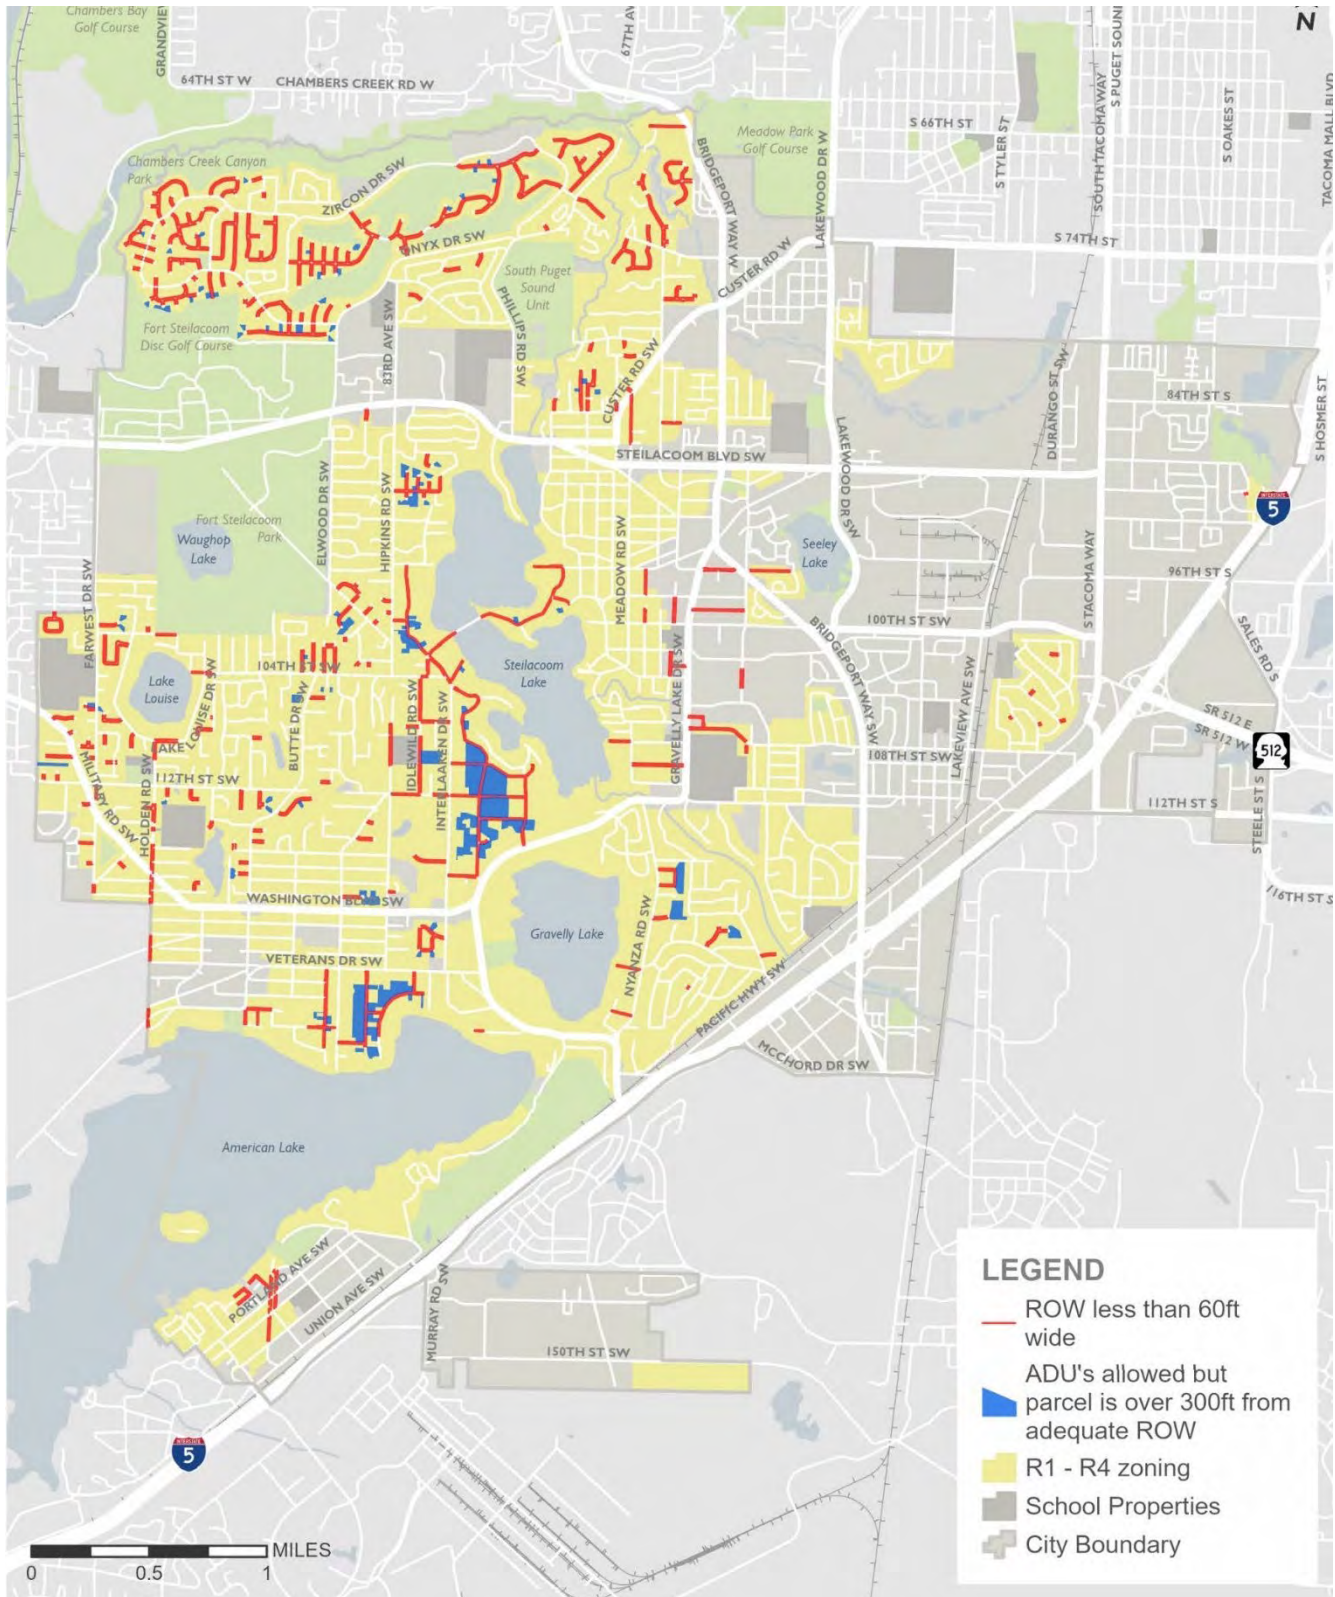 Chambers Bay
Golf Course
GRANDVIEW
67TH AV
N
64TH ST W
CHAMBERS CREEK RD W
S PUGET SOUN
SOUTH TACOMA WAY
TACOMA MALL BLVD
S 66TH ST
S TYLER ST
S OAKES ST
Meadow Park
Golf Course
BRIDGEPORT WAY W
LAKEWOOD DR W
Chambers Creek Canyon
Park
ZIRCON DR SW
NYX DR SW
S 74TH ST
CUSTER RD W
South Puget
Sound
Unit
PHILLIPS RD SW
83RD AVE SW
Fort Steilacoom
Disc Golf Course
CUSTER RD SW
DURANGO ST SW
84TH ST S
S HOSMER ST
STEILACOOM BLVD SW
LAKEWOOD DR SW
INTERSTATE
5
Fort Steilacoom
Park
Waughop
Lake
ELWOOD DR SW
HIPKINS RD SW
MEADOW RD SW
Seeley
Lake
S TACOMA WAY
96TH ST S
FARWEST DR SW
100TH ST SW
BRIDGEPORT WAY SW
SALES RD S
104TH ST SW
Lake
Louise
LOUISE DR SW
LAKE
BUTTE DR SW
IDLEWILD RD SW
INTERLAAKEN DR SW
Steilacoom
Lake
GRAVELLY LAKE DR SW
LAKEVIEW AVE SW
SR 512 E
SR 512 W
512
108TH ST SW
MILITARY RD SW
HOLDEN RD SW
112TH ST SW
112TH ST S
STEELE ST S
116TH ST S
WASHINGTON BLVD SW
Gravelly Lake
NYANZA RD SW
VETERANS DR SW
PACIFIC HWY SW
MCCHORD DR SW
American Lake
PORTLAND AVE SW
UNION AVE SW
MURRAY RD SW
150TH ST SW
INTERSTATE
5
LEGEND
ROW less than 60ft
wide
ADU's allowed but
parcel is over 300ft from
adequate ROW
R1 - R4 zoning
School Properties
City Boundary
MILES
0 0.5 1